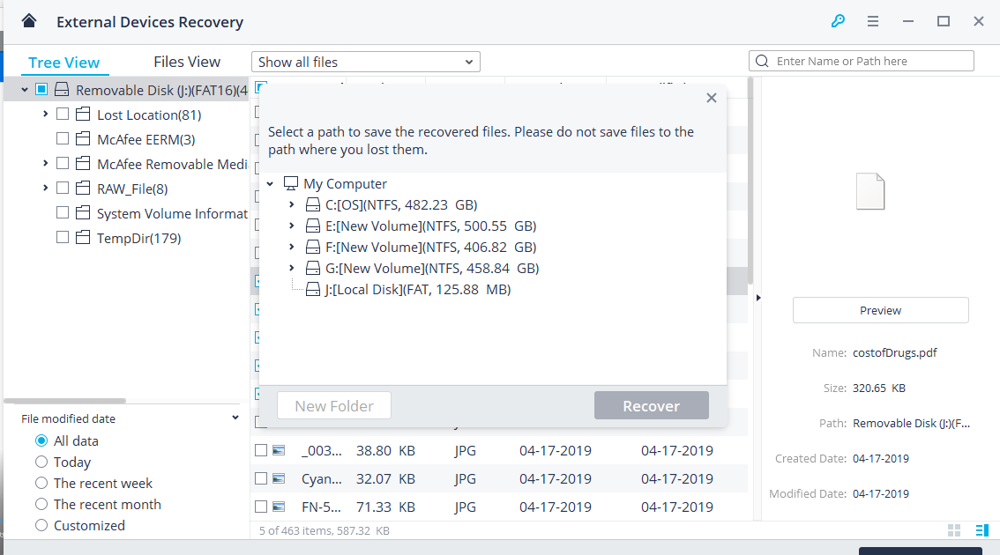 External Devices Recovery
Tree View
Files View
Show all files
Enter Name or Path here
Removable Disk (J:)(FAT16)(4
Lost Location(81)
McAfee EERM(3)
McAfee Removable Medi
RAW_File(8)
System Volume Informat
TempDir(179)
Select a path to save the recovered files. Please do not save files to the
path where you lost them.
My Computer
C:[OS](NTFS, 482.23 GB)
E:[New Volume](NTFS, 500.55 GB)
F:[New Volume](NTFS, 406.82 GB)
G:[New Volume](NTFS, 458.84 GB)
J:[Local Disk](FAT, 125.88 MB)
New Folder
Recover
Preview
Name: costofDrugs.pdf
Size: 320.65 KB
Path: Removable Disk (J:)(F...
Created Date: 04-17-2019
Modified Date: 04-17-2019
File modified date
All data
Today
The recent week
The recent month
Customized
_003... 38.80 KB JPG 04-17-2019 04-17-2019
Cyan... 32.07 KB JPG 04-17-2019 04-17-2019
FN-5... 71.33 KB JPG 04-17-2019 04-17-2019
5 of 463 items, 587.32 KB